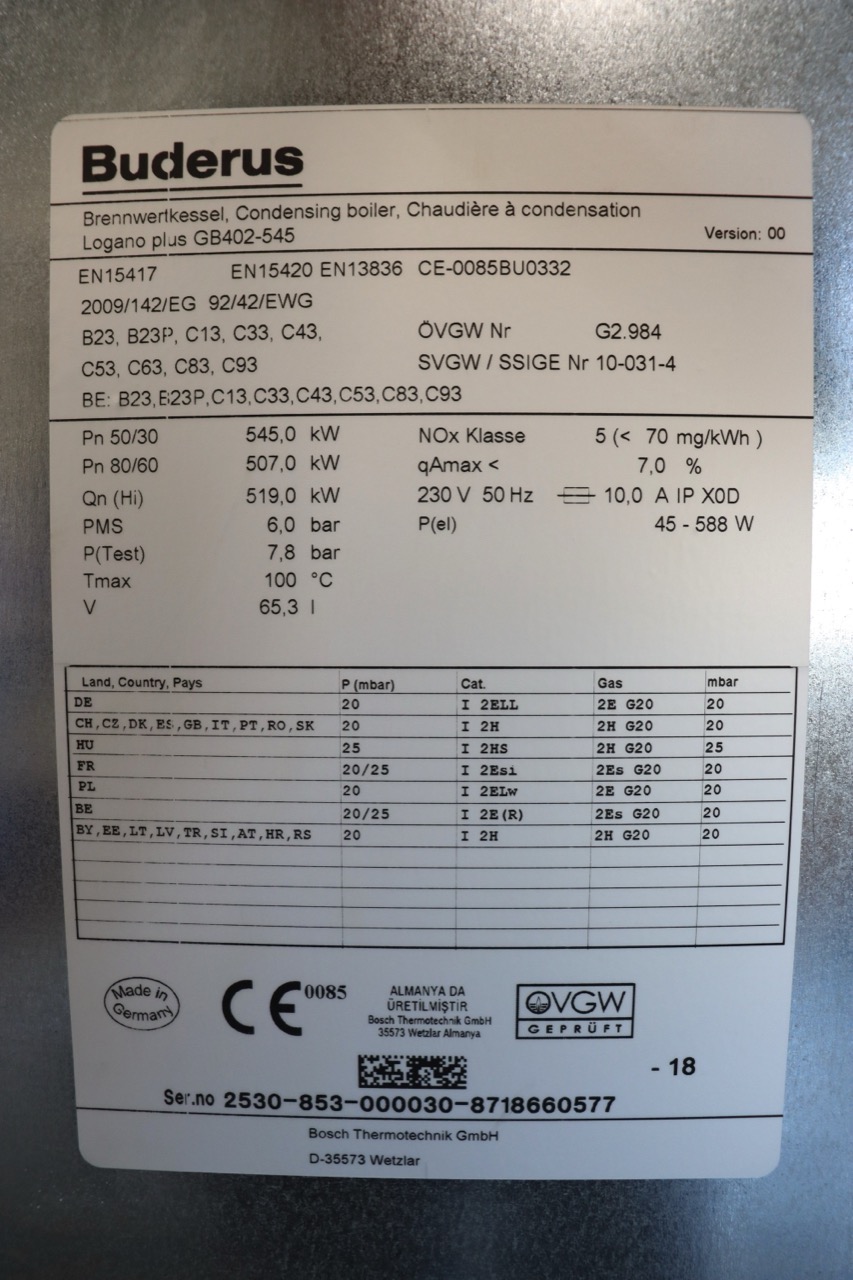 Buderus
Brennwertkessel, Condensing boiler, Chaudière à condensation
Logano plus GB402-545 Version: 00
EN15417 EN15420 EN13836 CE-0085BU0332
2009/142/EG 92/42/EWG
B23, B23P, C13, C33, C43, ÖVGW Nr G2.984
C53, C63, C83, C93 SVGW / SSIGE Nr 10-031-4
BE: B23,B23P,C13,C33,C43,C53,C83,C93
Pn 50/30 545,0 kW NOx Klasse 5 (< 70 mg/kWh )
Pn 80/60 507,0 kW qAmax < 7,0 %
Qn (Hi) 519,0 kW 230 V 50 Hz 10,0 A IP X0D
PMS 6,0 bar P(el) 45 - 588 W
P(Test) 7,8 bar
Tmax 100 °C
V 65,3 l
Land, Country, Pays P (mbar) Cat. Gas mbar
DE 20 I 2ELL 2E G20 20
CH,CZ,DK,ES,GB,IT,PT,RO,SK 20 I 2H 2H G20 20
HU 25 I 2HS 2H G20 25
FR 20/25 I 2Esi 2Es G20 20
PL 20 I 2ELw 2E G20 20
BE 20/25 I 2E(R) 2Es G20 20
BY,EE,LT,LV,TR,SI,AT,HR,RS 20 I 2H 2H G20 20
Made in
Germany
CE 0085
ALMANYA DA
ÜRETİLMİŞTİR
Bosch Thermotechnik GmbH
35573 Wetzlar Almanya
ÖVGW
GEPRÜFT
- 18
Ser.no 2530-853-000030-8718660577
Bosch Thermotechnik GmbH
D-35573 Wetzlar